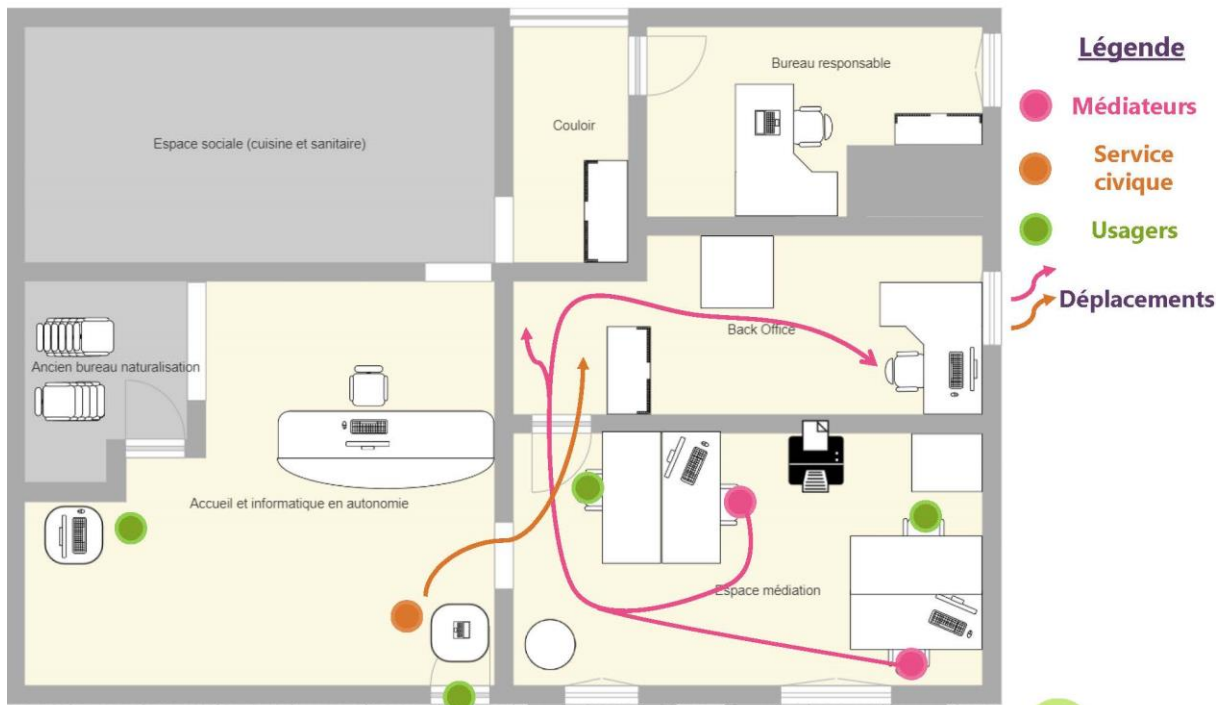 Espace sociale (cuisine et sanitaire)
Couloir
Bureau responsable
Ancien bureau naturalisation
Back Office
Accueil et informatique en autonomie
Espace médiation
Légende
Médiateurs
Service
civique
Usagers
Déplacements